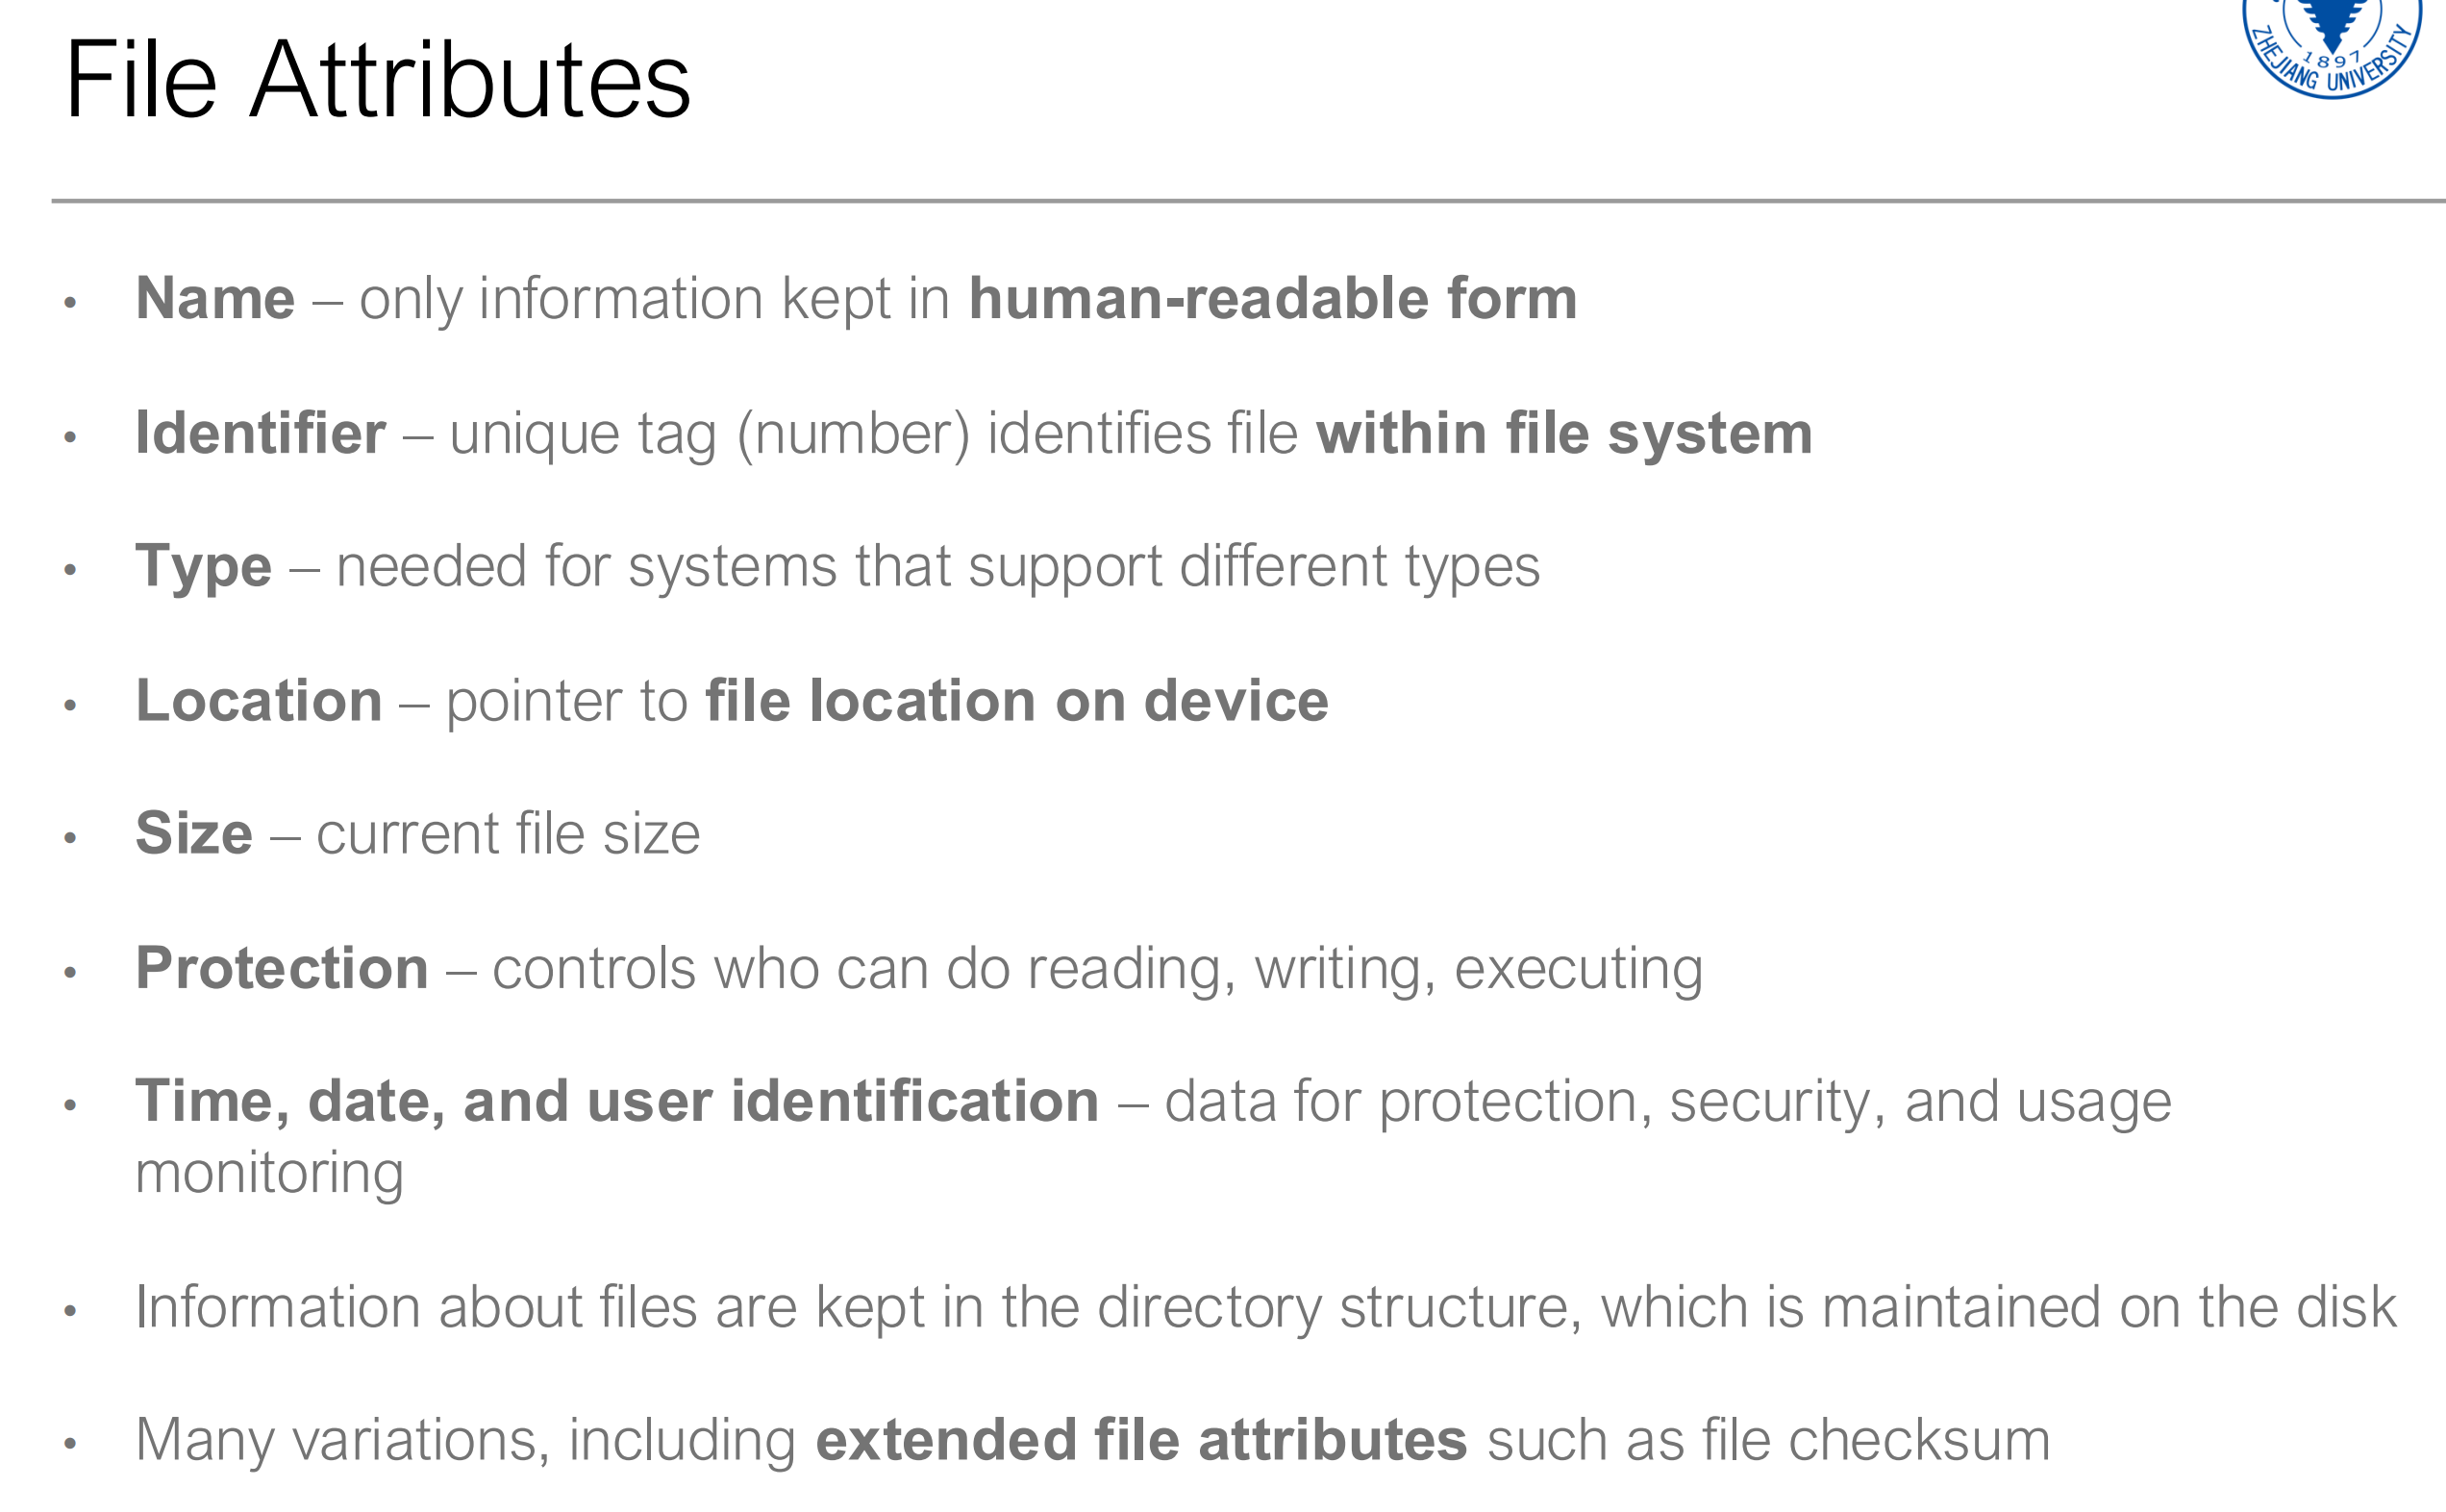 File Attributes
ZHEJIANG UNIVERSITY
1897
• Name – only information kept in human-readable form
• Identifier – unique tag (number) identifies file within file system
• Type – needed for systems that support different types
• Location – pointer to file location on device
• Size – current file size
• Protection – controls who can do reading, writing, executing
• Time, date, and user identification – data for protection, security, and usage
monitoring
• Information about files are kept in the directory structure, which is maintained on the disk
• Many variations, including extended file attributes such as file checksum